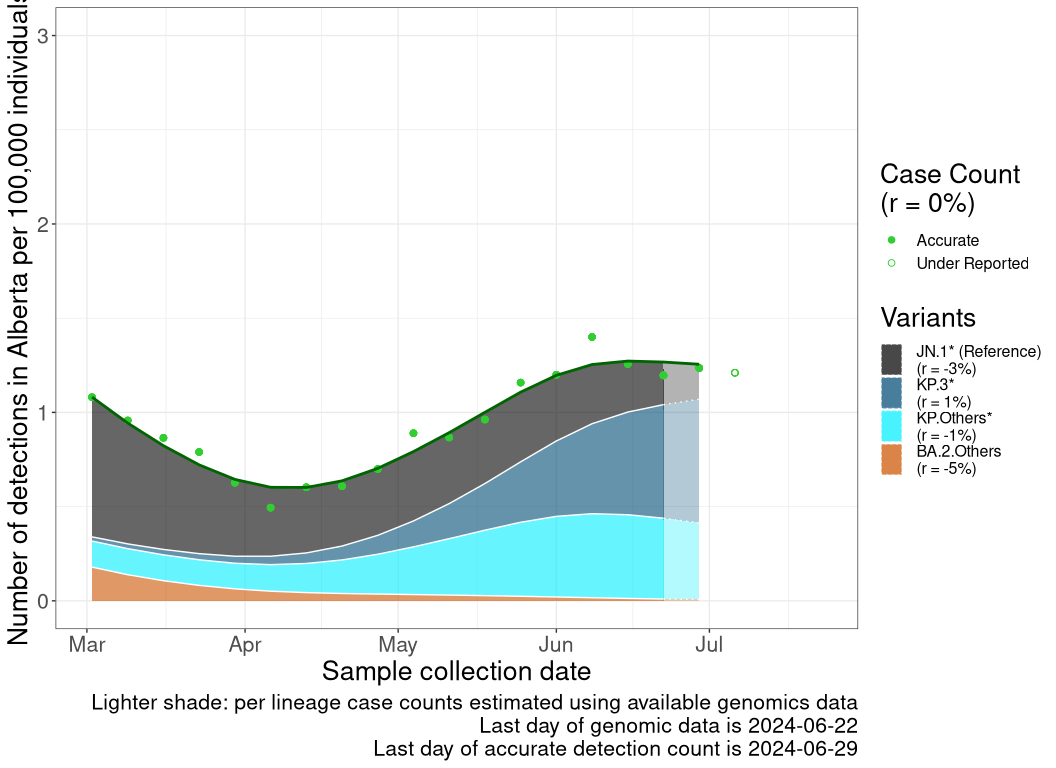 Number of detections in Alberta per 100,000 individuals
3
2
1
0
Mar
Apr
May
Jun
Jul
Sample collection date
Lighter shade: per lineage case counts estimated using available genomics data
Last day of genomic data is 2024-06-22
Last day of accurate detection count is 2024-06-29
Case Count
(r = 0%)
Accurate
Under Reported
Variants
JN.1* (Reference)
(r = -3%)
KP.3*
(r = 1%)
KP.Others*
(r = -1%)
BA.2.Others
(r = -5%)